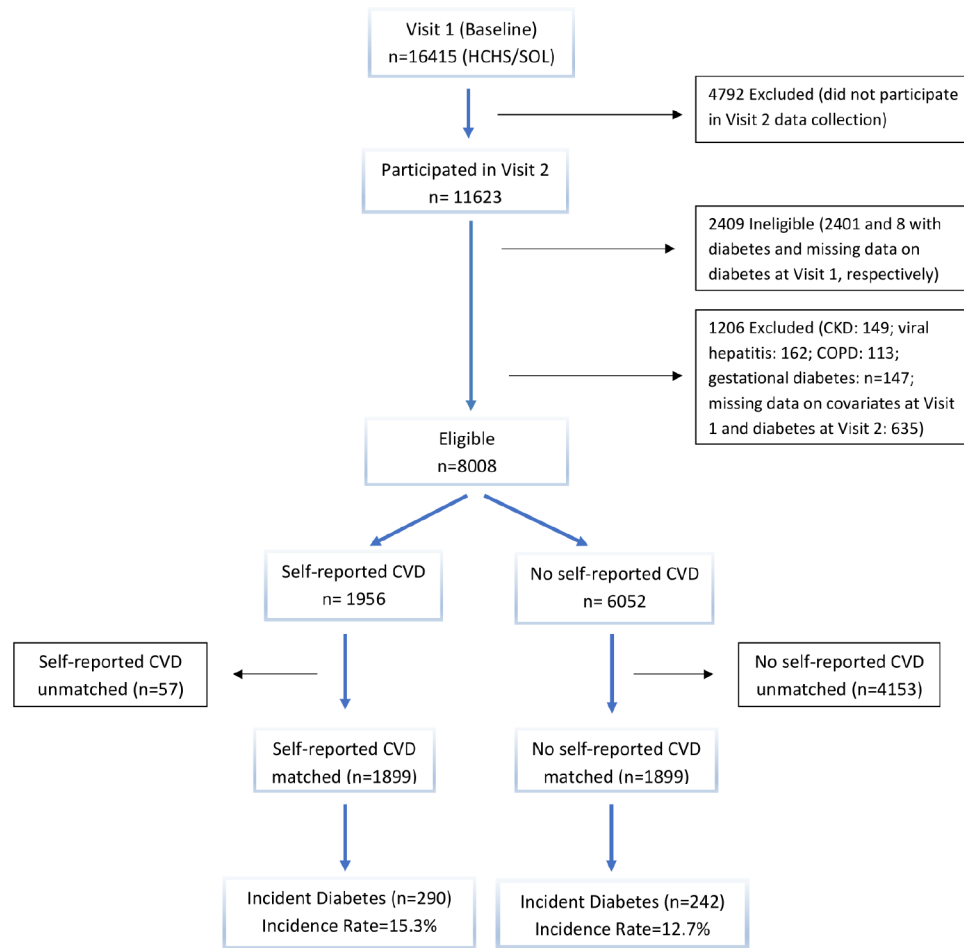 Visit 1 (Baseline)
n=16415 (HCHS/SOL)
4792 Excluded (did not participate
in Visit 2 data collection)
Participated in Visit 2
n= 11623
2409 Ineligible (2401 and 8 with
diabetes and missing data on
diabetes at Visit 1, respectively)
1206 Excluded (CKD: 149; viral
hepatitis: 162; COPD: 113;
gestational diabetes: n=147;
missing data on covariates at Visit
1 and diabetes at Visit 2: 635)
Eligible
n=8008
Self-reported CVD
n= 1956
No self-reported CVD
n= 6052
Self-reported CVD
unmatched (n=57)
No self-reported CVD
unmatched (n=4153)
Self-reported CVD
matched (n=1899)
No self-reported CVD
matched (n=1899)
Incident Diabetes (n=290)
Incidence Rate=15.3%
Incident Diabetes (n=242)
Incidence Rate=12.7%